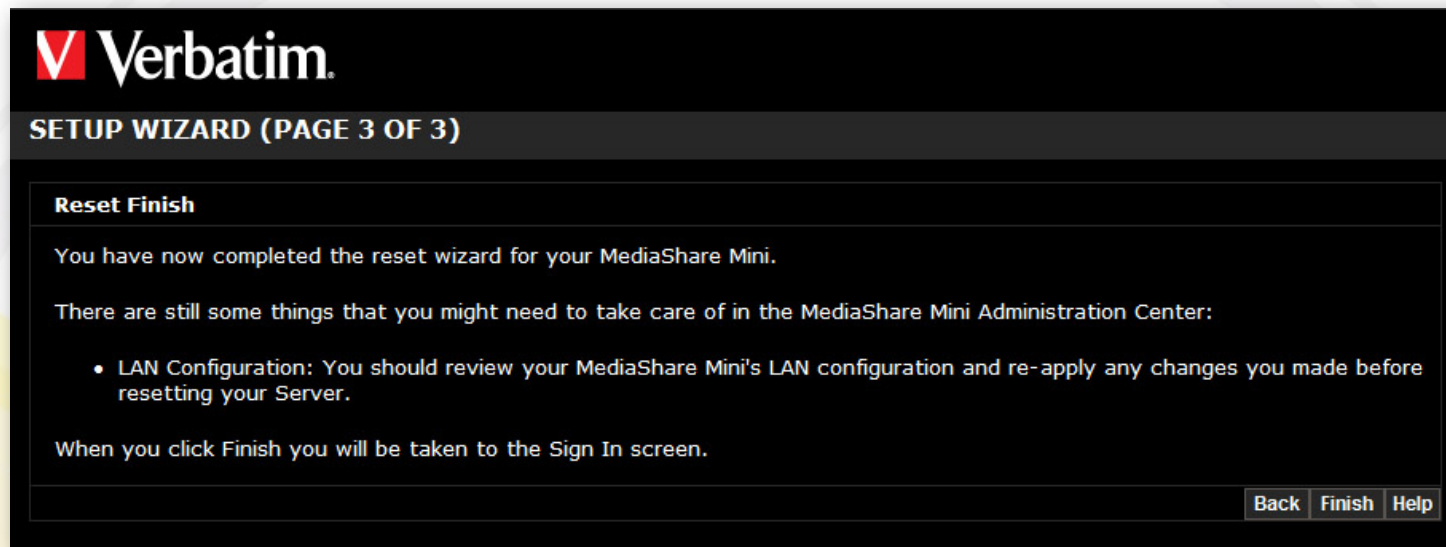 Verbatim.
SETUP WIZARD (PAGE 3 OF 3)
Reset Finish
You have now completed the reset wizard for your MediaShare Mini.
There are still some things that you might need to take care of in the MediaShare Mini Administration Center:
• LAN Configuration: You should review your MediaShare Mini's LAN configuration and re-apply any changes you made before
resetting your Server.
When you click Finish you will be taken to the Sign In screen.
Back Finish Help